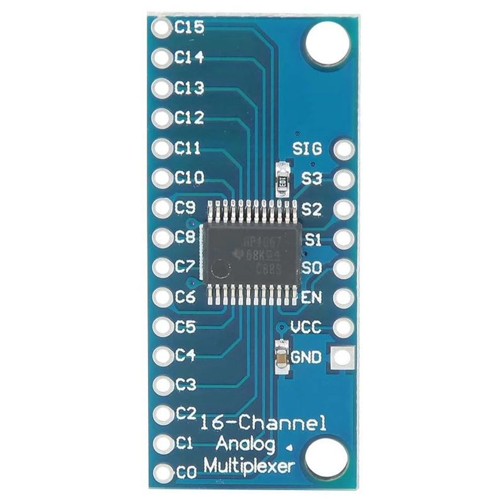 C15
C14
C13
C12
C11
C10
C9
C8
C7
C6
C5
C4
C3
C2
C1
C0
SIG
S3
S2
S1
S0
EN
VCC
GND
16-Channel
Analog
Multiplexer